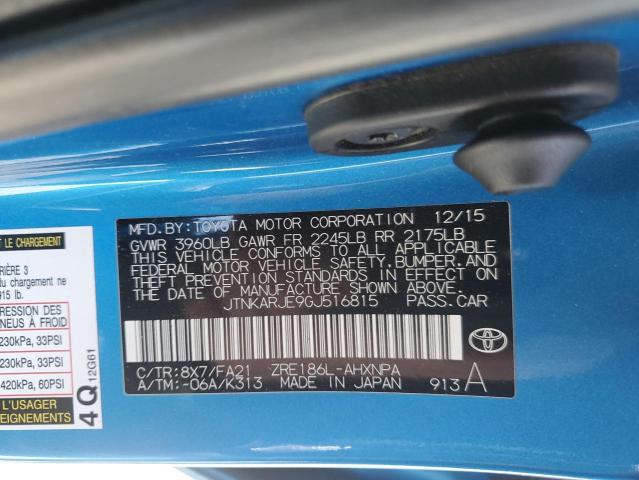 MFD. BY: TOYOTA MOTOR CORPORATION 12/15
GVWR 3960LB GAWR FR 2245LB RR 2175LB
THIS VEHICLE CONFORMS TO ALL APPLICABLE
FEDERAL MOTOR VEHICLE SAFETY, BUMPER, AND
THEFT PREVENTION STANDARDS IN EFFECT ON
THE DATE OF MANUFACTURE SHOWN ABOVE.
JTNKARJE9GJ516815 PASS. CAR
C/TR: 8X7/FA21 ZRE186L-AHXNPA
A/TM: -06A/K313 MADE IN JAPAN 913 A
T LE CHARGEMENT
RIÈRE 3
du chargement ne
915 lb.
PRESSION DES
NEUS À FROID
230kPa, 33PSI
230kPa, 33PSI
420kPa, 60PSI
L'USAGER
EIGNEMENTS
4Q 12G61